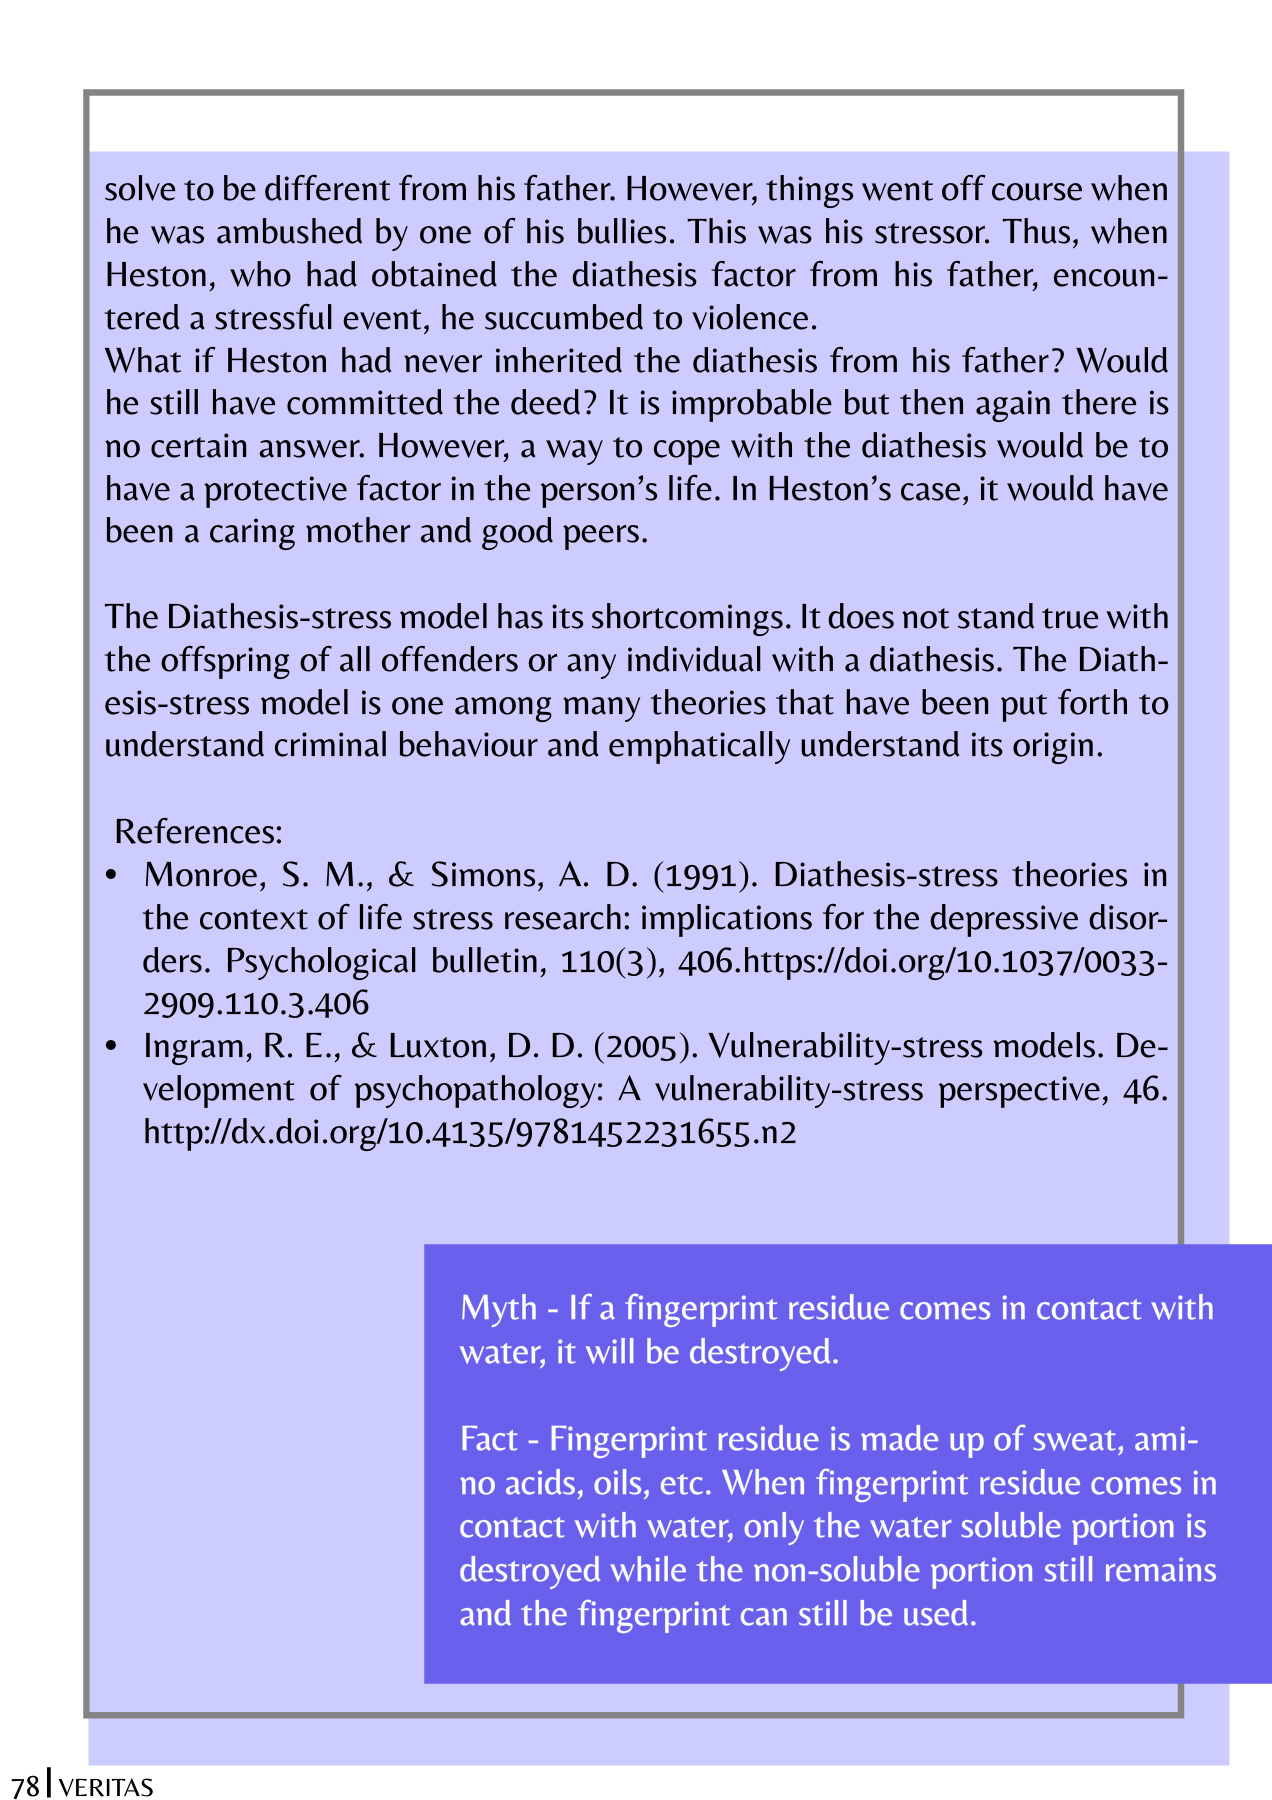 solve to be different from his father. However, things went off course when
he was ambushed by one of his bullies. This was his stressor. Thus, when
Heston, who had obtained the diathesis factor from his father, encoun-
tered a stressful event, he succumbed to violence.
What if Heston had never inherited the diathesis from his father? Would
he still have committed the deed? It is improbable but then again there is
no certain answer. However, a way to cope with the diathesis would be to
have a protective factor in the person’s life. In Heston’s case, it would have
been a caring mother and good peers.
The Diathesis-stress model has its shortcomings. It does not stand true with
the offspring of all offenders or any individual with a diathesis. The Diath-
esis-stress model is one among many theories that have been put forth to
understand criminal behaviour and emphatically understand its origin.
References:
• Monroe, S. M., & Simons, A. D. (1991). Diathesis-stress theories in
the context of life stress research: implications for the depressive disor-
ders. Psychological bulletin, 110(3), 406.https://doi.org/10.1037/0033-
2909.110.3.406
• Ingram, R. E., & Luxton, D. D. (2005). Vulnerability-stress models. De-
velopment of psychopathology: A vulnerability-stress perspective, 46.
http://dx.doi.org/10.4135/9781452231655.n2
Myth - If a fingerprint residue comes in contact with
water, it will be destroyed.
Fact - Fingerprint residue is made up of sweat, ami-
no acids, oils, etc. When fingerprint residue comes in
contact with water, only the water soluble portion is
destroyed while the non-soluble portion still remains
and the fingerprint can still be used.
78 VERITAS